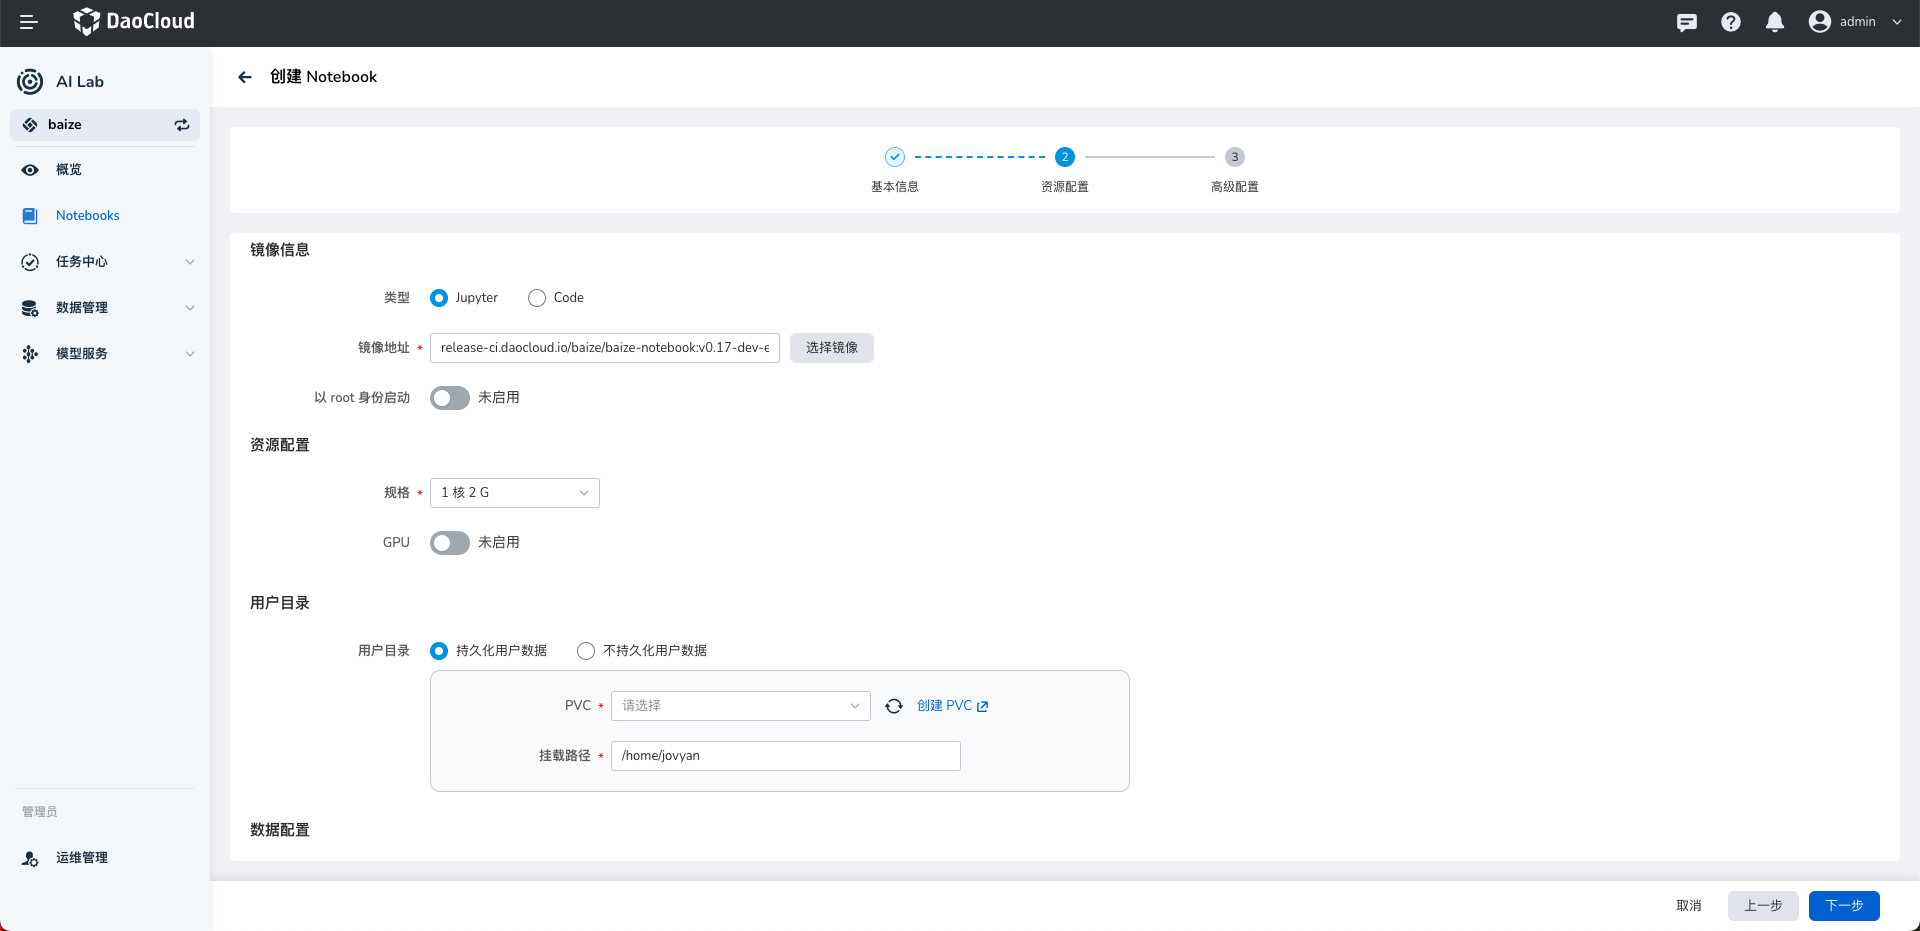 DaoCloud
admin
AI Lab
baize
概览
Notebooks
任务中心
数据管理
模型服务
管理员
运维管理
创建 Notebook
2
3
基本信息
资源配置
高级配置
镜像信息
类型
Jupyter
Code
镜像地址 *
release-ci.daocloud.io/baize/baize-notebook:v0.17-dev-e
选择镜像
以 root 身份启动
未启用
资源配置
规格 *
1 核 2 G
GPU
未启用
用户目录
用户目录
持久化用户数据
不持久化用户数据
PVC *
请选择
创建 PVC
挂载路径 *
/home/jovyan
数据配置
取消
上一步
下一步